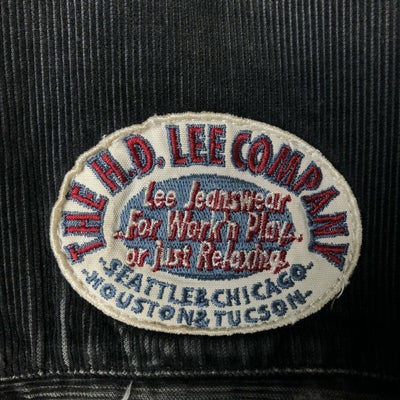 THE H.D. LEE COMPANY
Lee Jeanswear
For Work'n Play
or just Relaxing
SEATTLE & CHICAGO
HOUSTON & TUCSON